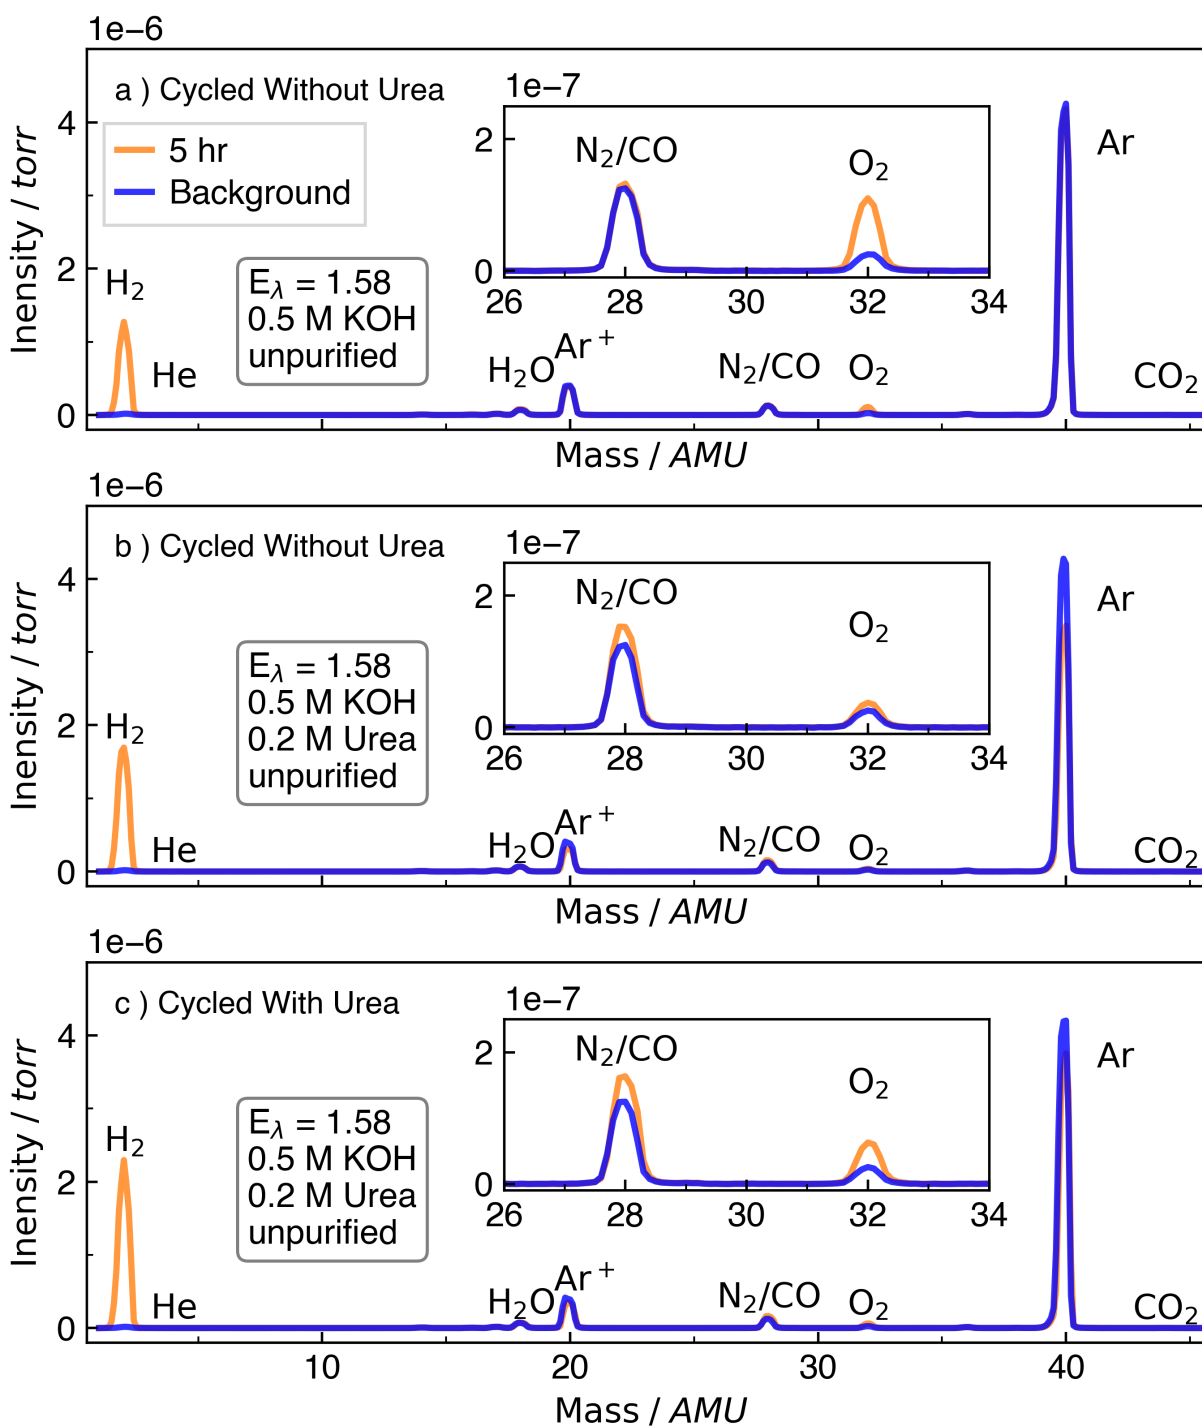 1e−6
a ) Cycled Without Urea
5 hr
Background
1e−7
N₂/CO
O₂
2
0
26 28 30 32 34
Ar
H₂
He
Eλ = 1.58
0.5 M KOH
unpurified
H₂O
Ar⁺
N₂/CO
O₂
CO₂
4
2
0
Inensity / torr
Mass / AMU
1e−6
b ) Cycled Without Urea
1e−7
N₂/CO
O₂
2
0
26 28 30 32 34
Ar
H₂
He
Eλ = 1.58
0.5 M KOH
0.2 M Urea
unpurified
H₂O
Ar⁺
N₂/CO
O₂
CO₂
4
2
0
Inensity / torr
Mass / AMU
1e−6
c ) Cycled With Urea
1e−7
N₂/CO
O₂
2
0
26 28 30 32 34
Ar
H₂
He
Eλ = 1.58
0.5 M KOH
0.2 M Urea
unpurified
H₂O
Ar⁺
N₂/CO
O₂
CO₂
4
2
0
Inensity / torr
10 20 30 40
Mass / AMU